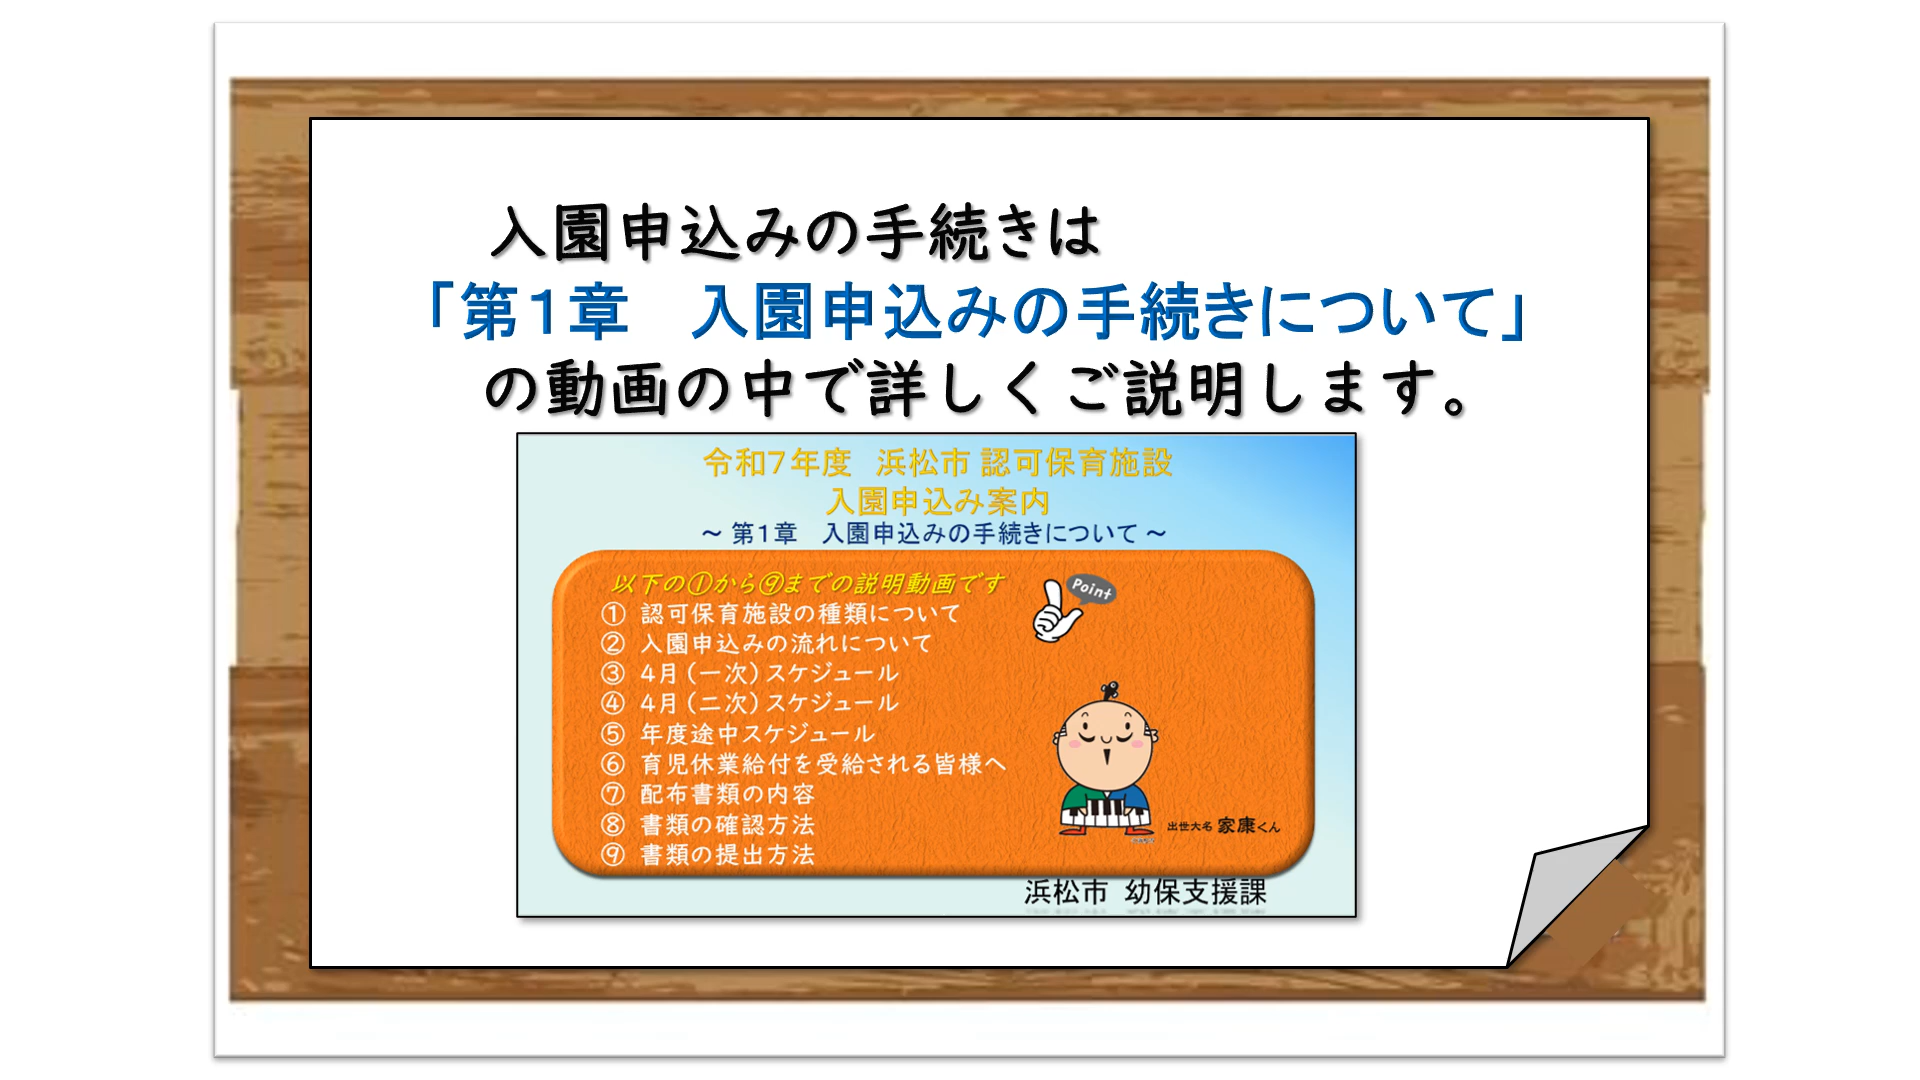 入園申込みの手続きは
「第1章　入園申込みの手続きについて」
の動画の中で詳しくご説明します。
令和7年度　浜松市 認可保育施設
入園申込み案内
～ 第1章　入園申込みの手続きについて ～
以下の①から⑨までの説明動画です
Point
① 認可保育施設の種類について
② 入園申込みの流れについて
③ 4月（一次）スケジュール
④ 4月（二次）スケジュール
⑤ 年度途中スケジュール
⑥ 育児休業給付を受給される皆様へ
⑦ 配布書類の内容
⑧ 書類の確認方法
⑨ 書類の提出方法
出世大名 家康くん
浜松市 幼保支援課